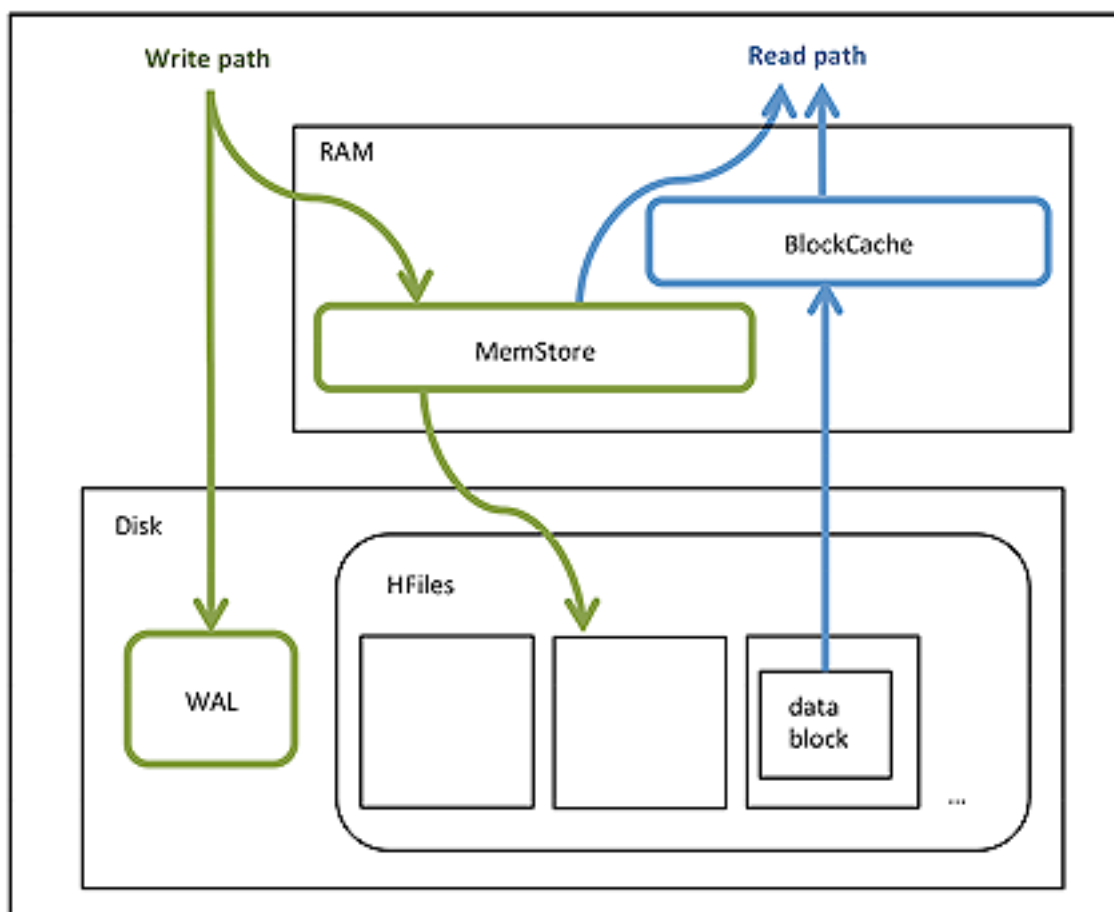 Write path
Read path
RAM
BlockCache
MemStore
Disk
HFiles
WAL
data
block
...